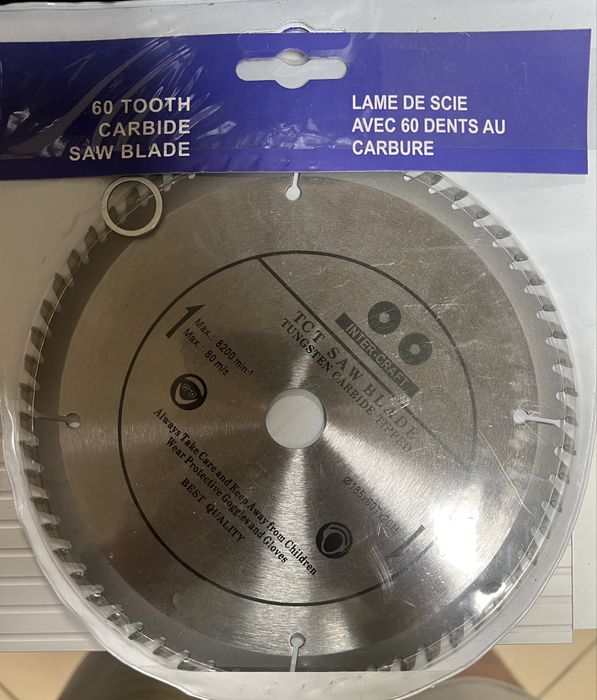 60 TOOTH
CARBIDE
SAW BLADE
LAME DE SCIE
AVEC 60 DENTS AU
CARBURE
Max.: 8200 min⁻¹
Max.: 80 m/s
INTER-CRAFT
TCT SAW BLADE
TUNGSTEN CARBIDE TIPPED
Always Take Care and Keep Away from Children
Wear Protective Goggles and Gloves
BEST QUALITY